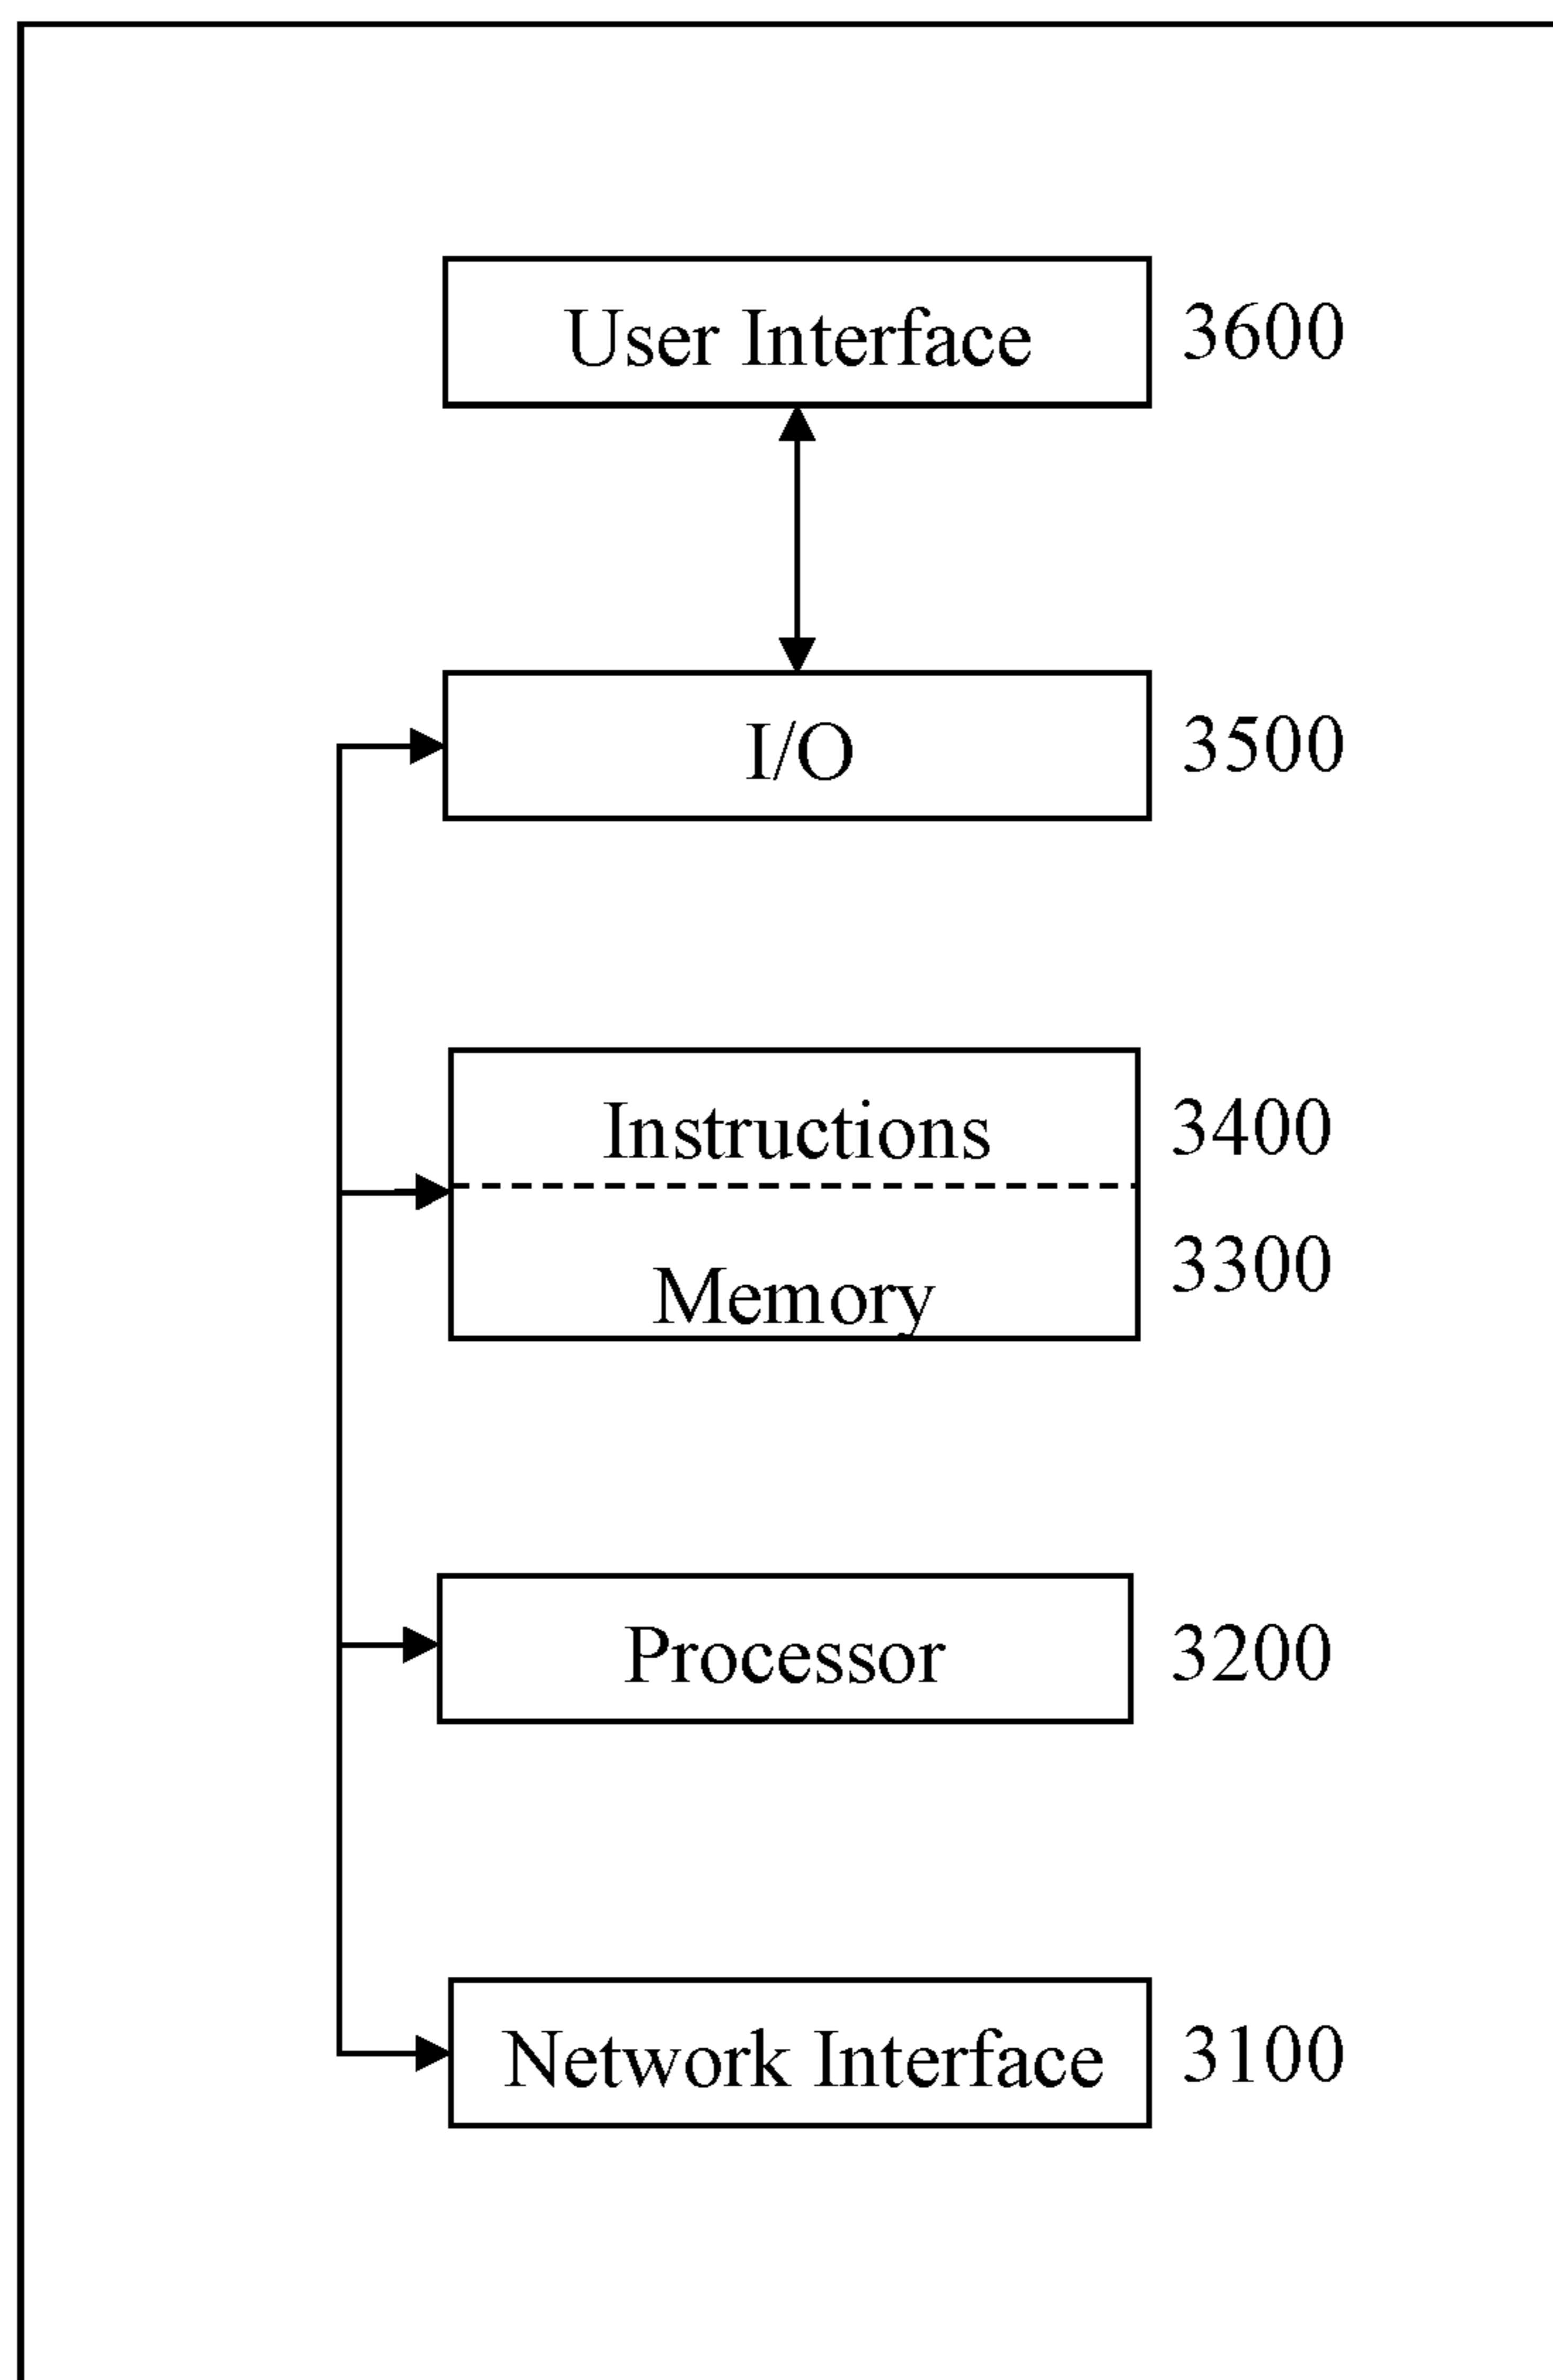 User Interface 3600
I/O 3500
Instructions 3400
Memory 3300
Processor 3200
Network Interface 3100